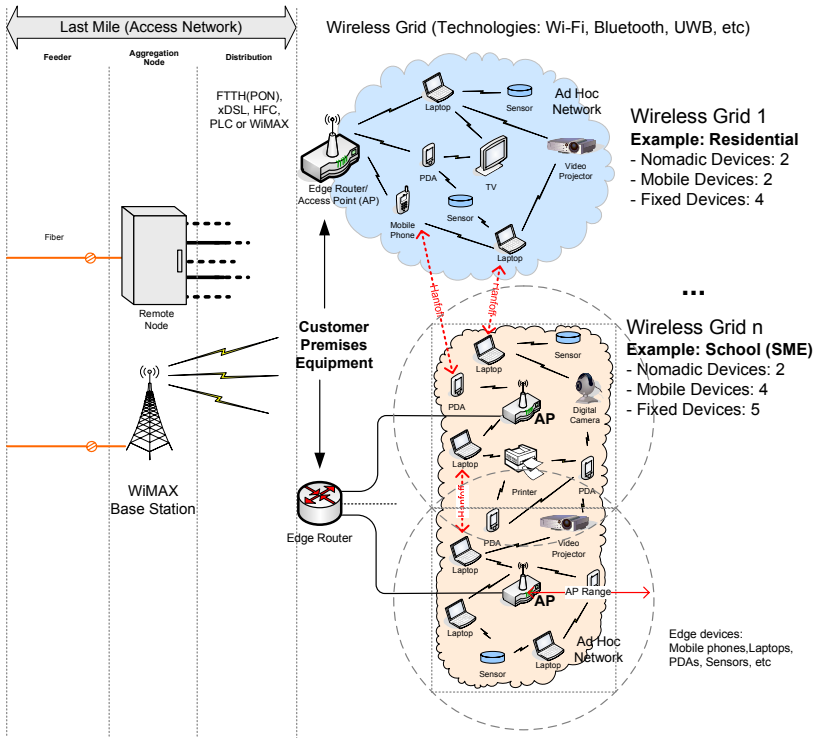 Last Mile (Access Network)
Wireless Grid (Technologies: Wi-Fi, Bluetooth, UWB, etc)
Feeder
Aggregation
Node
Distribution
FTTH(PON),
xDSL, HFC,
PLC or WiMAX
Laptop
Sensor
Ad Hoc
Network
PDA
TV
Video
Projector
Edge Router/
Access Point (AP)
Sensor
Mobile
Phone
Laptop
Wireless Grid 1
Example: Residential
- Nomadic Devices: 2
- Mobile Devices: 2
- Fixed Devices: 4
Fiber
Remote
Node
Hanfoff
Hanfoff
...
Customer
Premises
Equipment
Wireless Grid n
Example: School (SME)
- Nomadic Devices: 2
- Mobile Devices: 4
- Fixed Devices: 5
Laptop
Sensor
PDA
AP
Digital
Camera
Laptop
Printer
PDA
Hanfoff
WiMAX
Base Station
Edge Router
PDA
Video
Projector
Laptop
AP
AP Range
Laptop
Ad Hoc
Network
Sensor
Laptop
Edge devices:
Mobile phones,Laptops,
PDAs, Sensors, etc